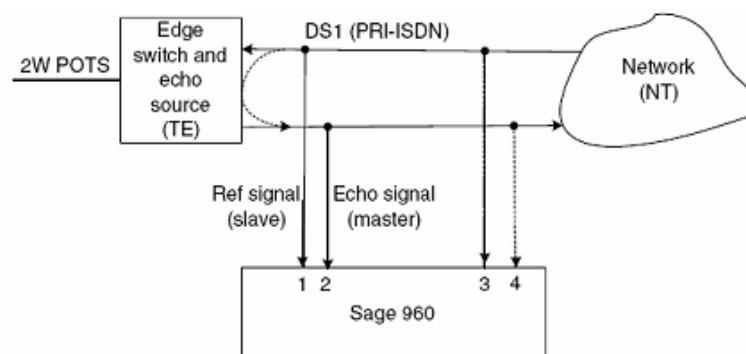 2W POTS
Edge
switch and
echo
source
(TE)
DS1 (PRI-ISDN)
Network
(NT)
Ref signal
(slave)
Echo signal
(master)
1 2 3 4
Sage 960